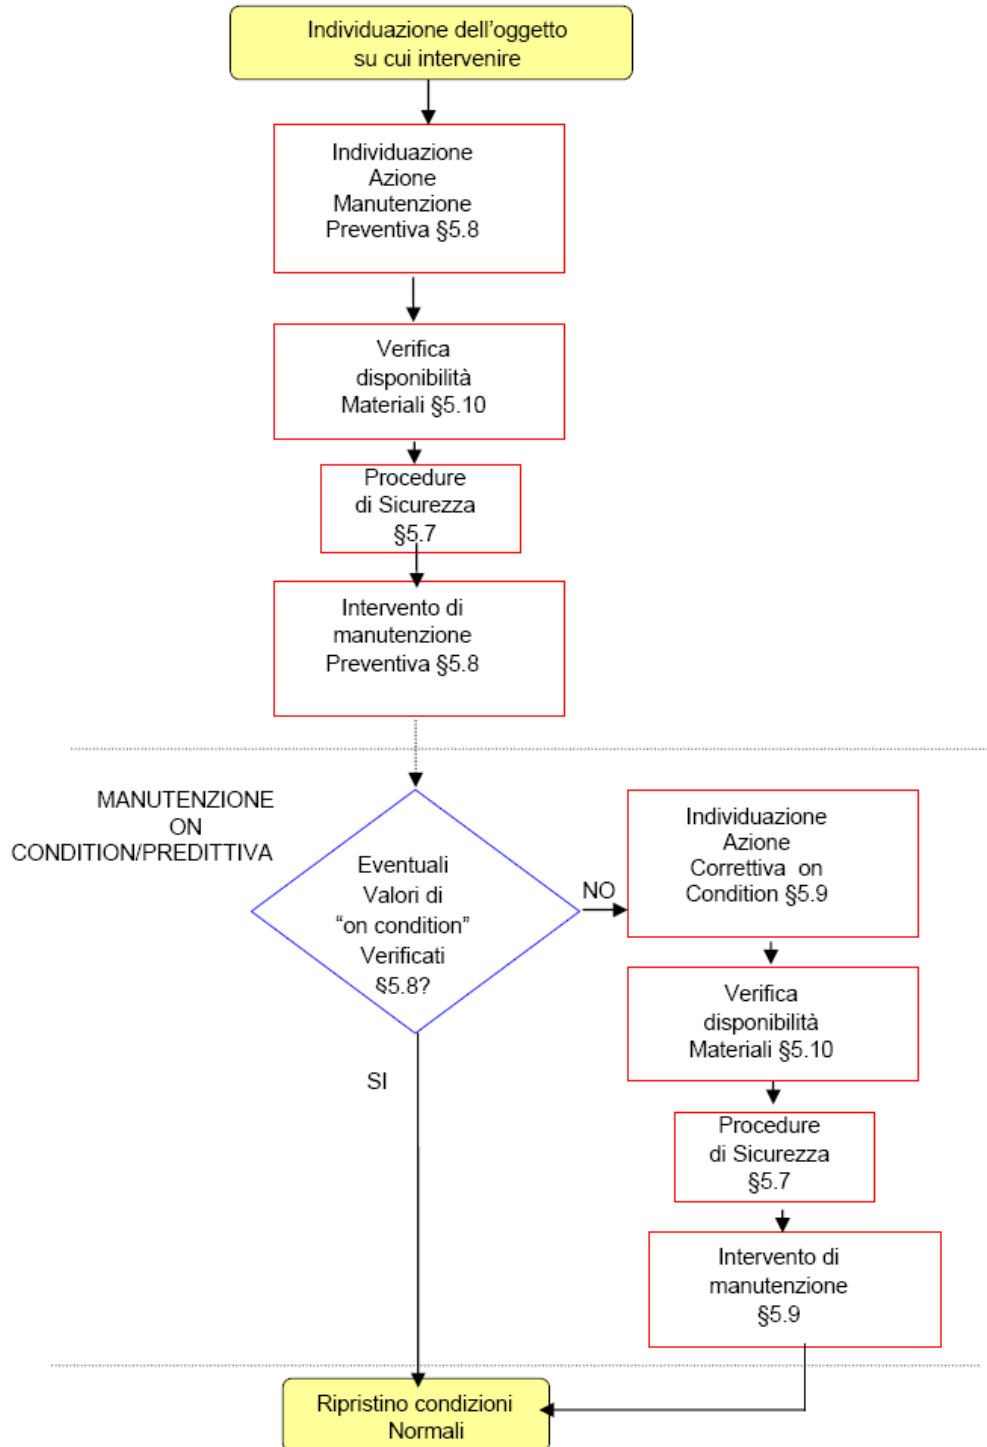 Individuazione dell'oggetto
su cui intervenire
Individuazione
Azione
Manutenzione
Preventiva §5.8
Verifica
disponibilità
Materiali §5.10
Procedure
di Sicurezza
§5.7
Intervento di
manutenzione
Preventiva §5.8
MANUTENZIONE
ON
CONDITION/PREDITTIVA
Eventuali
Valori di
“on condition”
Verificati
§5.8?
NO
SI
Individuazione
Azione
Correttiva on
Condition §5.9
Verifica
disponibilità
Materiali §5.10
Procedure
di Sicurezza
§5.7
Intervento di
manutenzione
§5.9
Ripristino condizioni
Normali